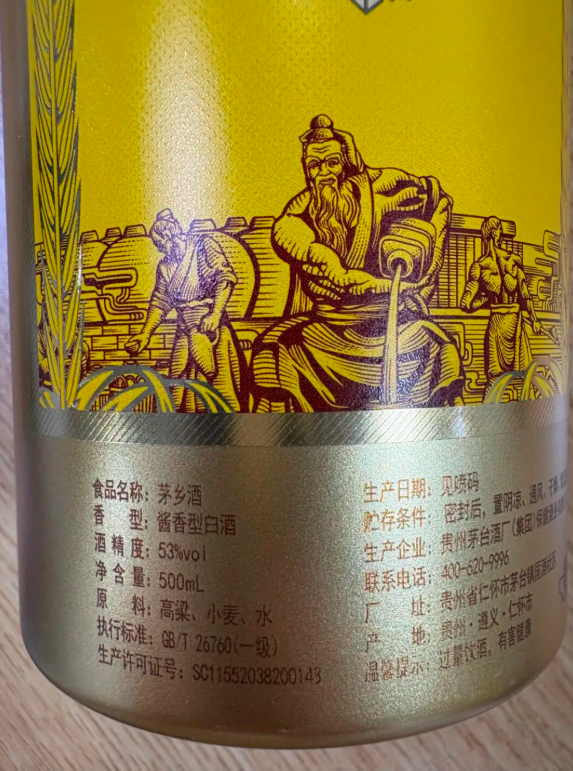 食品名称：茅乡酒
香　型：酱香型白酒
酒 精 度：53%vol
净 含 量：500mL
原　料：高粱、小麦、水
执行标准：GB/T 26760(一级)
生产许可证号：SC11552038200143
生产日期：见喷码
贮存条件：密封后，置阴凉、通风、干燥
生产企业：贵州茅台酒厂(集团)保健酒业
联系电话：400-620-9996
厂　址：贵州省仁怀市茅台镇
产　地：贵州·遵义·仁怀市
温馨提示：过量饮酒，有害健康